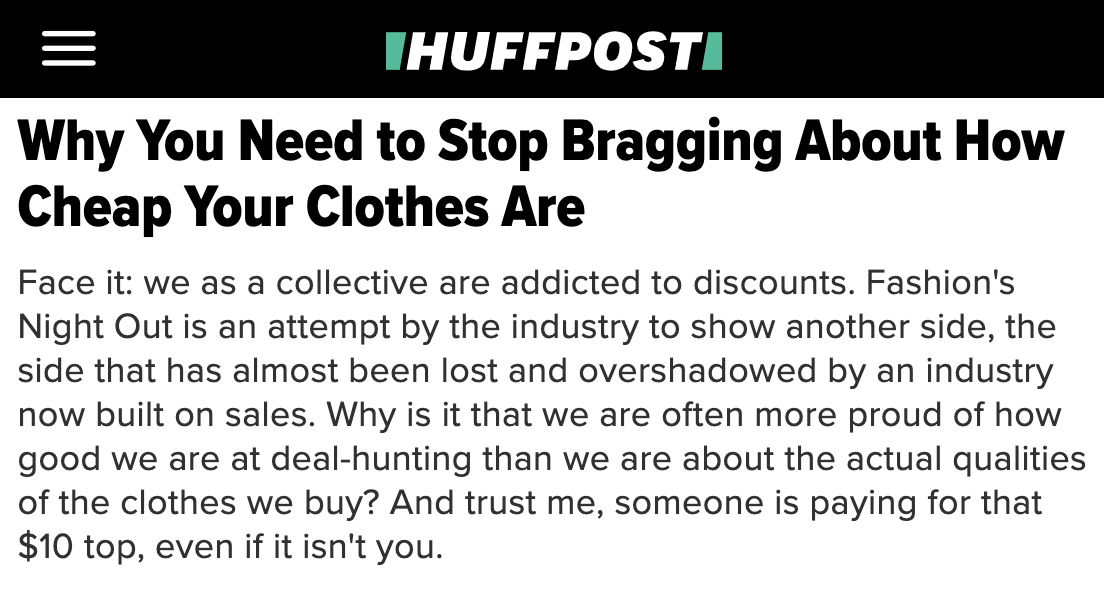 HUFFPOST
Why You Need to Stop Bragging About How
Cheap Your Clothes Are
Face it: we as a collective are addicted to discounts. Fashion's
Night Out is an attempt by the industry to show another side, the
side that has almost been lost and overshadowed by an industry
now built on sales. Why is it that we are often more proud of how
good we are at deal-hunting than we are about the actual qualities
of the clothes we buy? And trust me, someone is paying for that
$10 top, even if it isn't you.